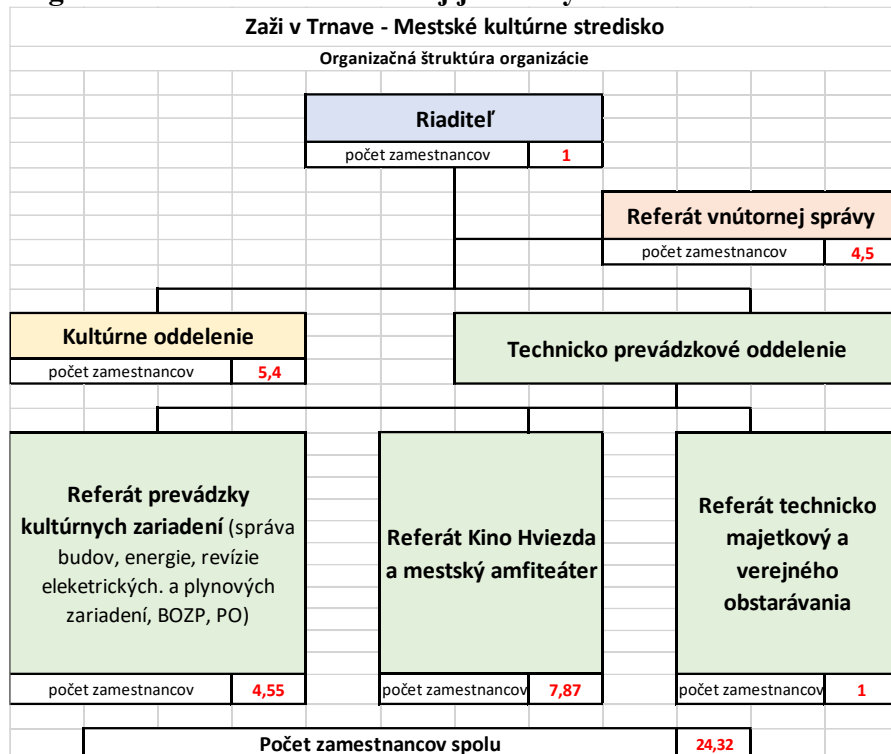 Zaži v Trnave - Mestské kultúrne stredisko
Organizačná štruktúra organizácie
Riaditeľ
počet zamestnancov 1
Referát vnútornej správy
počet zamestnancov 4,5
Kultúrne oddelenie
počet zamestnancov 5,4
Technicko prevádzkové oddelenie
Referát prevádzky
kultúrnych zariadení (správa
budov, energie, revízie
eleketrických. a plynových
zariadení, BOZP, PO)
počet zamestnancov 4,55
Referát Kino Hviezda
a mestský amfiteáter
počet zamestnancov 7,87
Referát technicko
majetkový a
verejného
obstarávania
počet zamestnancov 1
Počet zamestnancov spolu 24,32